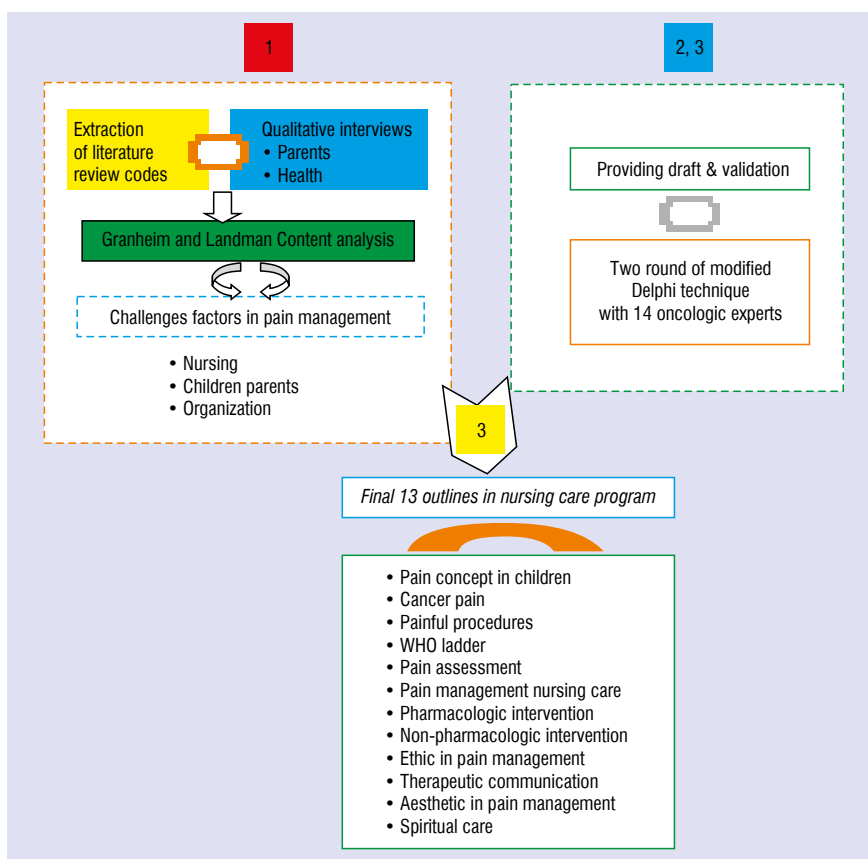 1
Extraction
of literature
review codes
Qualitative interviews
• Parents
• Health
Granheim and Landman Content analysis
Challenges factors in pain management
• Nursing
• Children parents
• Organization
2, 3
Providing draft & validation
Two round of modified
Delphi technique
with 14 oncologic experts
3
Final 13 outlines in nursing care program
• Pain concept in children
• Cancer pain
• Painful procedures
• WHO ladder
• Pain assessment
• Pain management nursing care
• Pharmacologic intervention
• Non-pharmacologic intervention
• Ethic in pain management
• Therapeutic communication
• Aesthetic in pain management
• Spiritual care